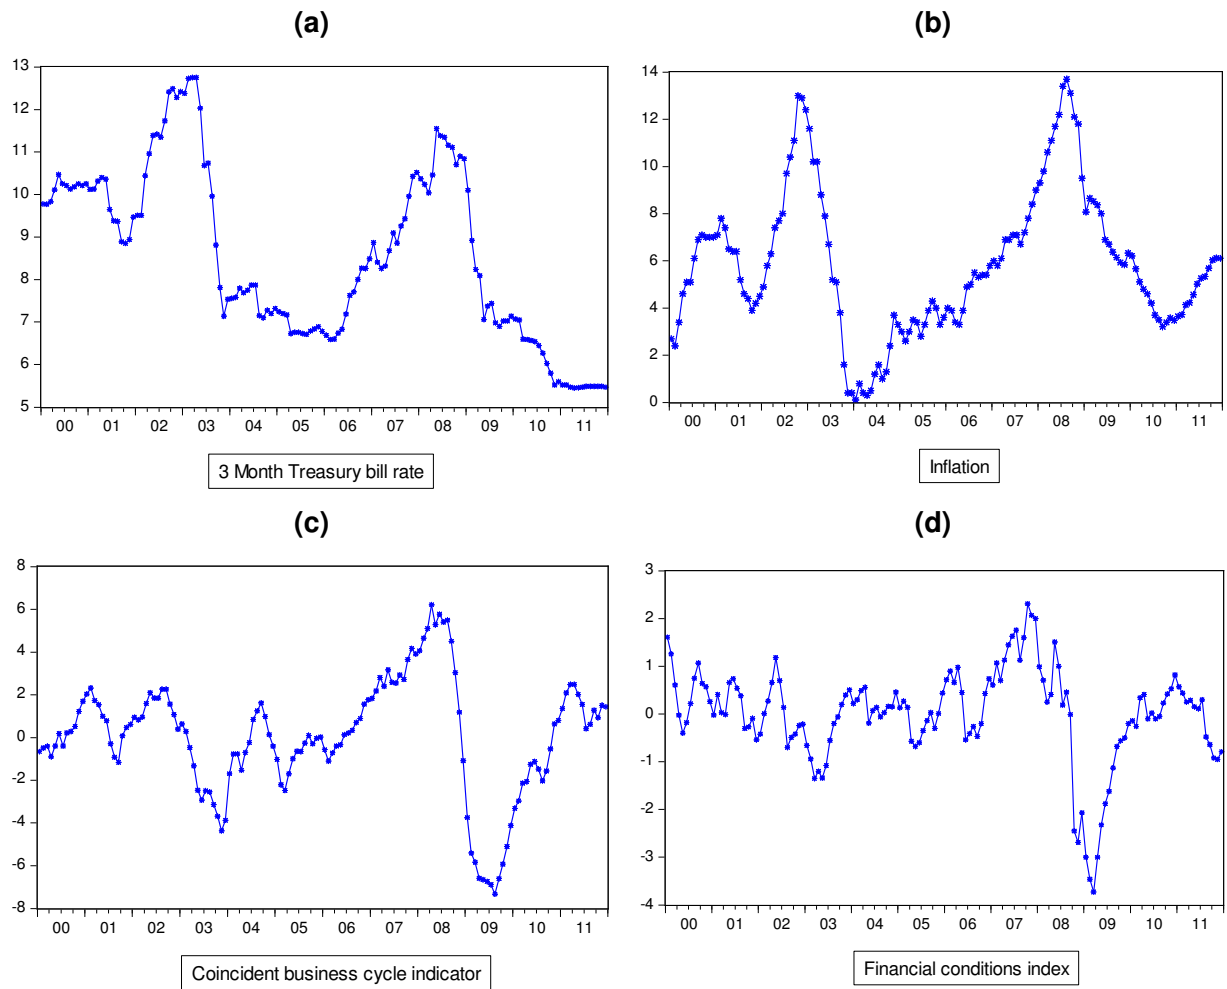 (a)
13
12
11
10
9
8
7
6
5
00 01 02 03 04 05 06 07 08 09 10 11
3 Month Treasury bill rate
(b)
14
12
10
8
6
4
2
0
00 01 02 03 04 05 06 07 08 09 10 11
Inflation
(c)
8
6
4
2
0
-2
-4
-6
-8
00 01 02 03 04 05 06 07 08 09 10 11
Coincident business cycle indicator
(d)
3
2
1
0
-1
-2
-3
-4
00 01 02 03 04 05 06 07 08 09 10 11
Financial conditions index